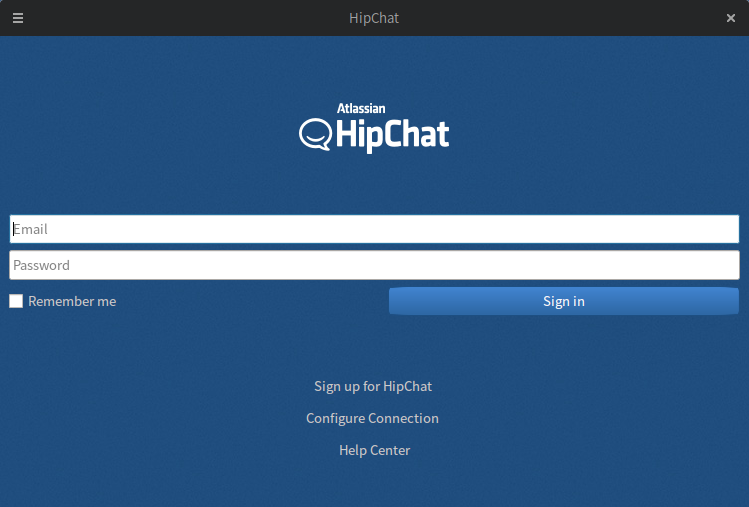 HipChat
Atlassian
HipChat
Email
Password
Remember me
Sign in
Sign up for HipChat
Configure Connection
Help Center